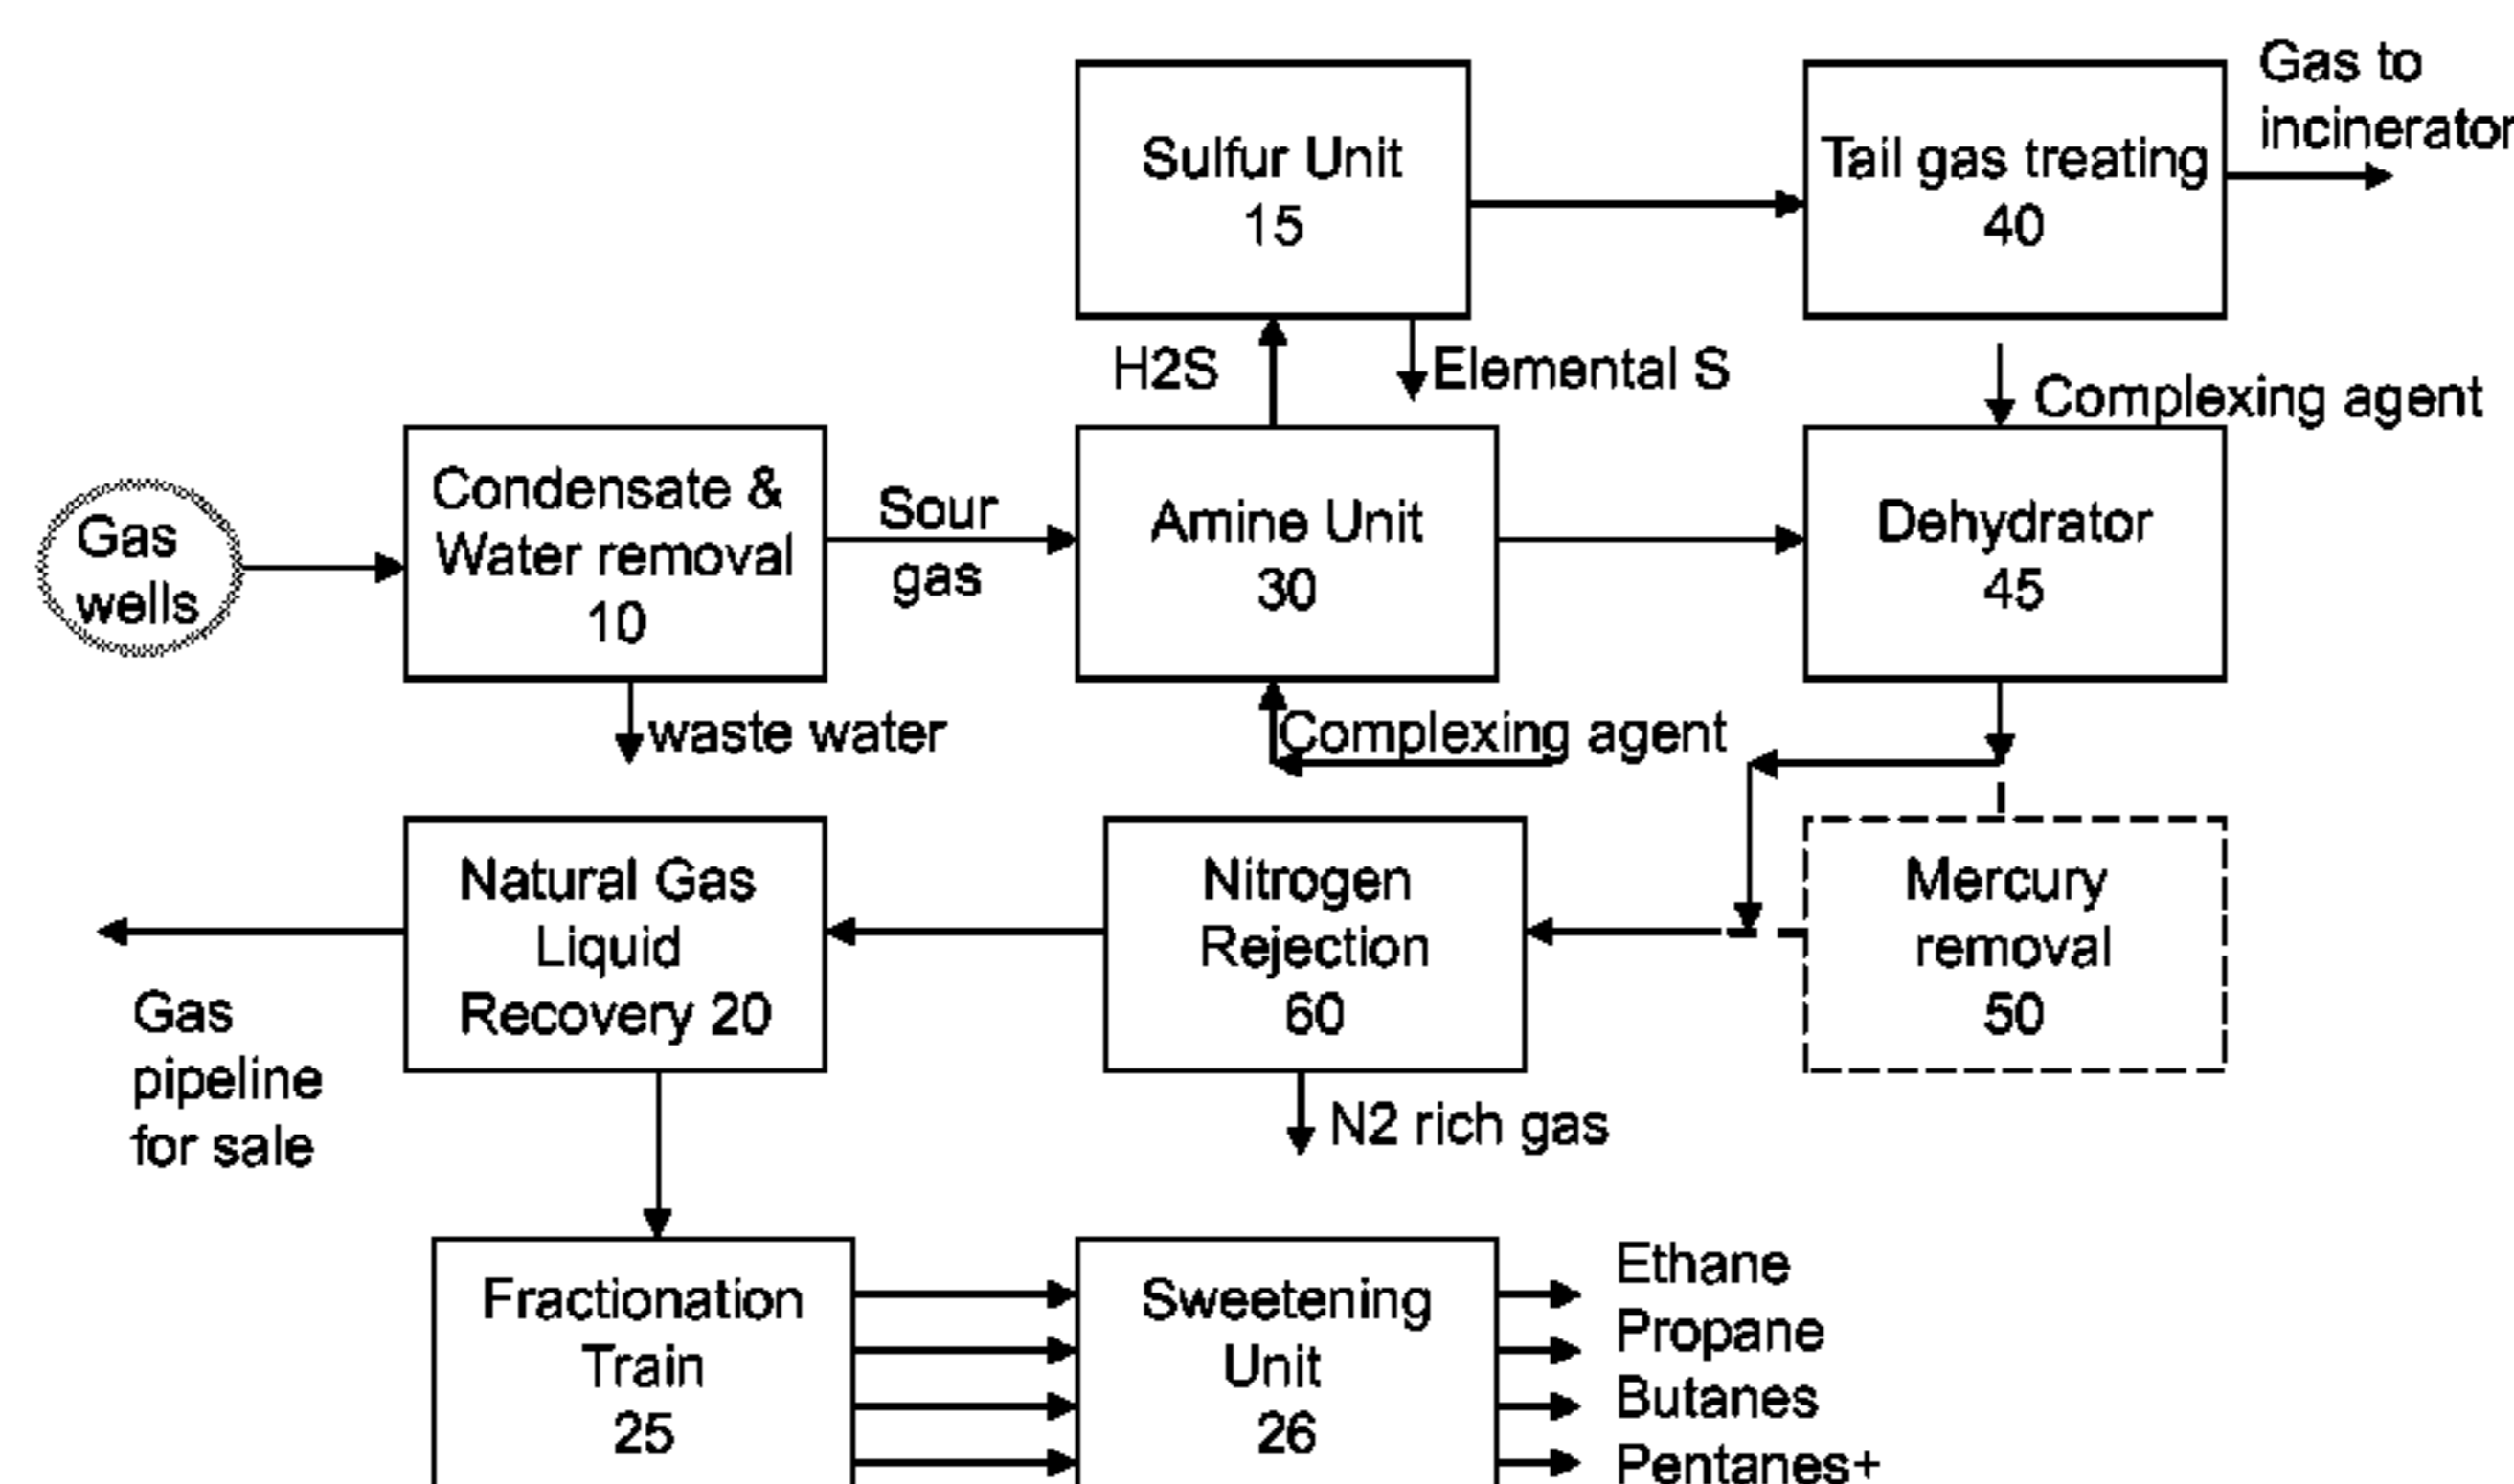 Gas to
incinerator
Sulfur Unit
15
Tail gas treating
40
H2S
Elemental S
Complexing agent
Gas
wells
Condensate &
Water removal
10
Sour
gas
Amine Unit
30
Dehydrator
45
waste water
Complexing agent
Natural Gas
Liquid
Recovery 20
Nitrogen
Rejection
60
Mercury
removal
50
Gas
pipeline
for sale
N2 rich gas
Fractionation
Train
25
Sweetening
Unit
26
Ethane
Propane
Butanes
Pentanes+